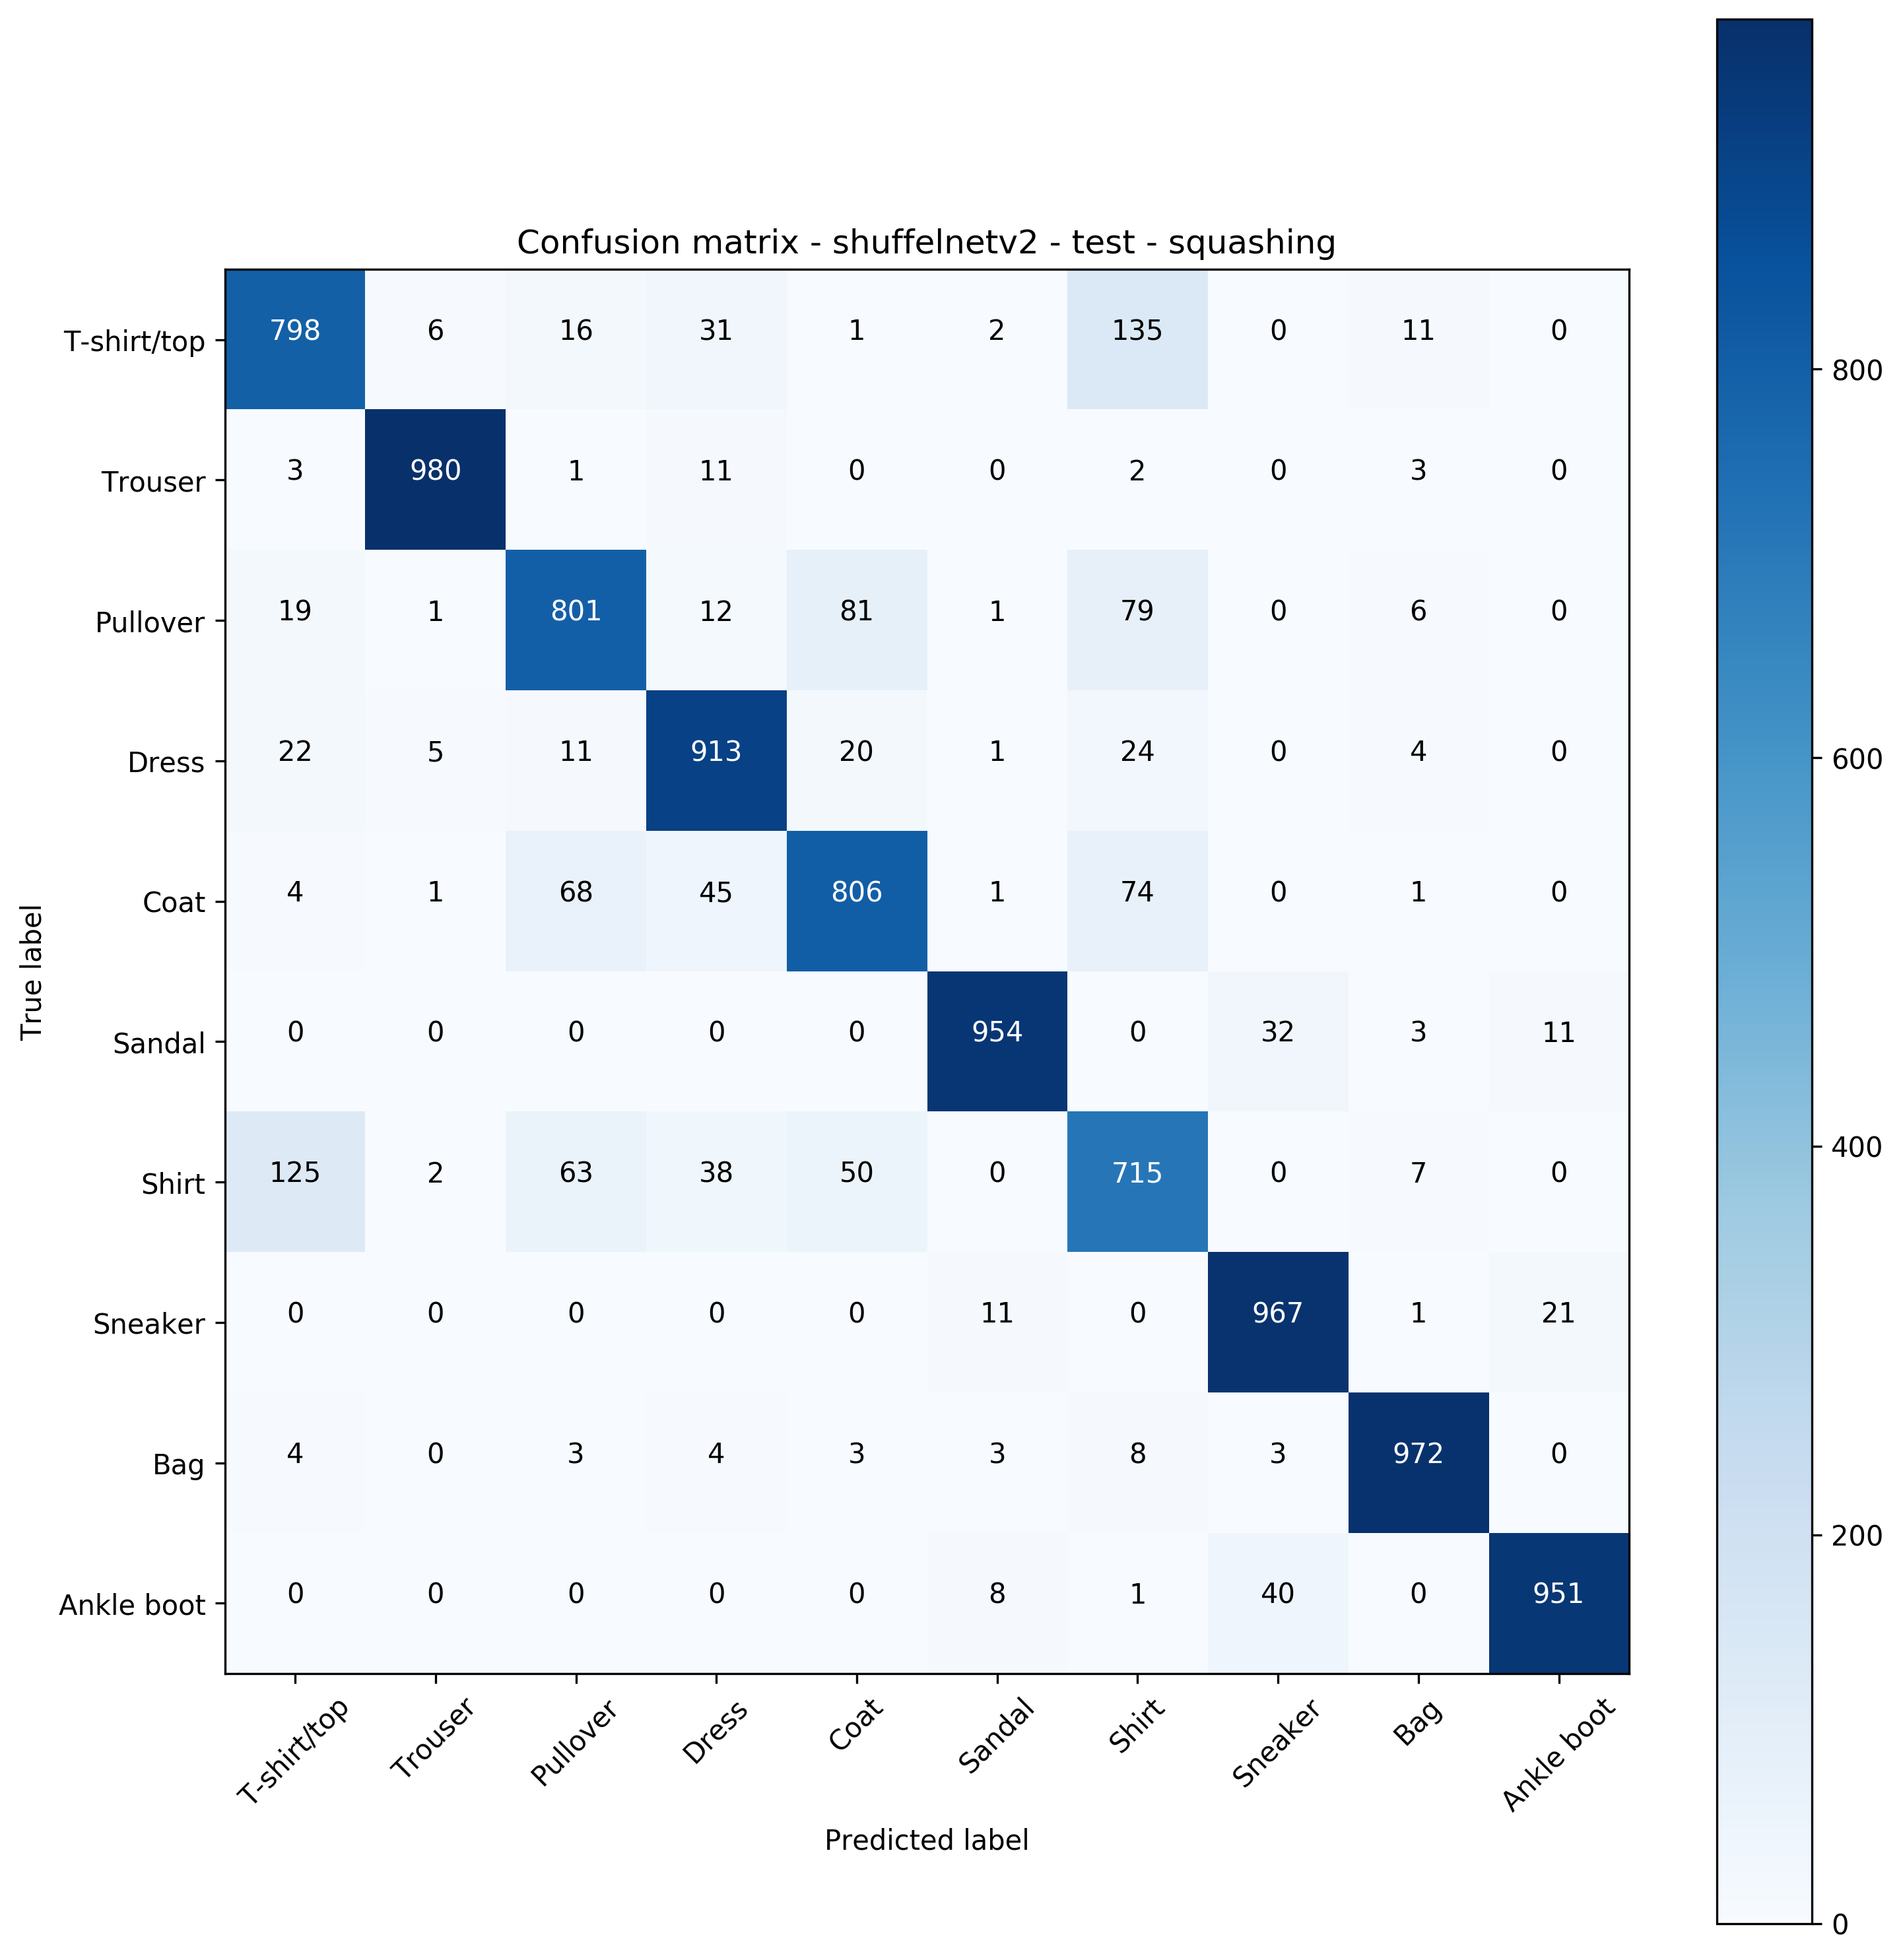 Confusion matrix - shuffelnetv2 - test - squashing
T-shirt/top 798 6 16 31 1 2 135 0 11 0
Trouser 3 980 1 11 0 0 2 0 3 0
Pullover 19 1 801 12 81 1 79 0 6 0
Dress 22 5 11 913 20 1 24 0 4 0
Coat 4 1 68 45 806 1 74 0 1 0
Sandal 0 0 0 0 0 954 0 32 3 11
Shirt 125 2 63 38 50 0 715 0 7 0
Sneaker 0 0 0 0 0 11 0 967 1 21
Bag 4 0 3 4 3 3 8 3 972 0
Ankle boot 0 0 0 0 0 8 1 40 0 951
True label
T-shirt/top Trouser Pullover Dress Coat Sandal Shirt Sneaker Bag Ankle boot
Predicted label
800
600
400
200
0